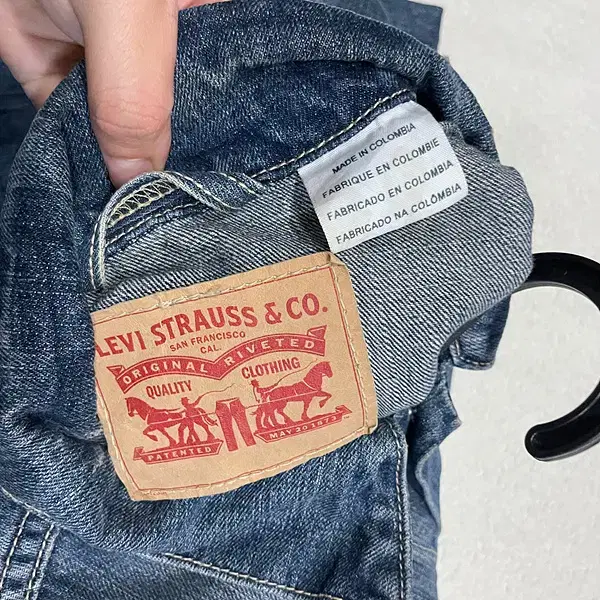 MADE IN COLOMBIA
FABRIQUE EN COLOMBIE
FABRICADO EN COLOMBIA
FABRICADO NA COLÔMBIA
LEVI STRAUSS & CO.
SAN FRANCISCO
CAL.
ORIGINAL RIVETED
QUALITY CLOTHING
PATENTED MAY 20 1873